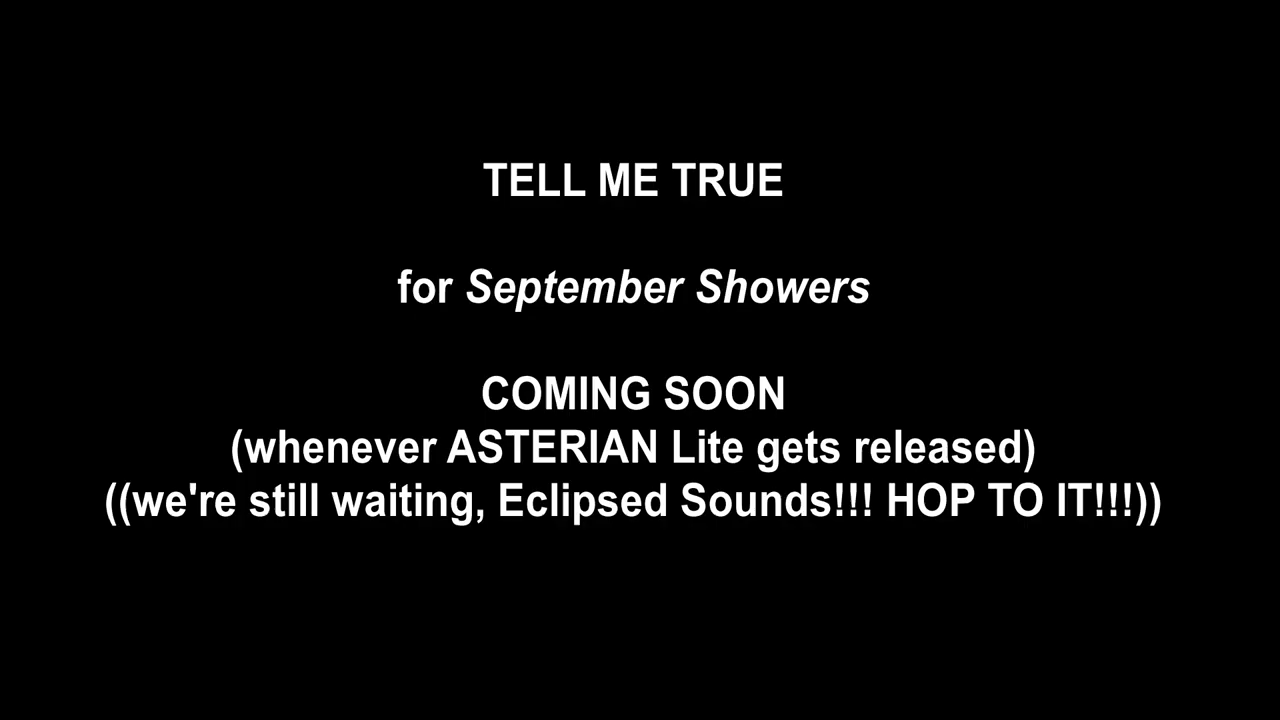 TELL ME TRUE
for September Showers
COMING SOON
(whenever ASTERIAN Lite gets released)
((we're still waiting, Eclipsed Sounds!!! HOP TO IT!!!))